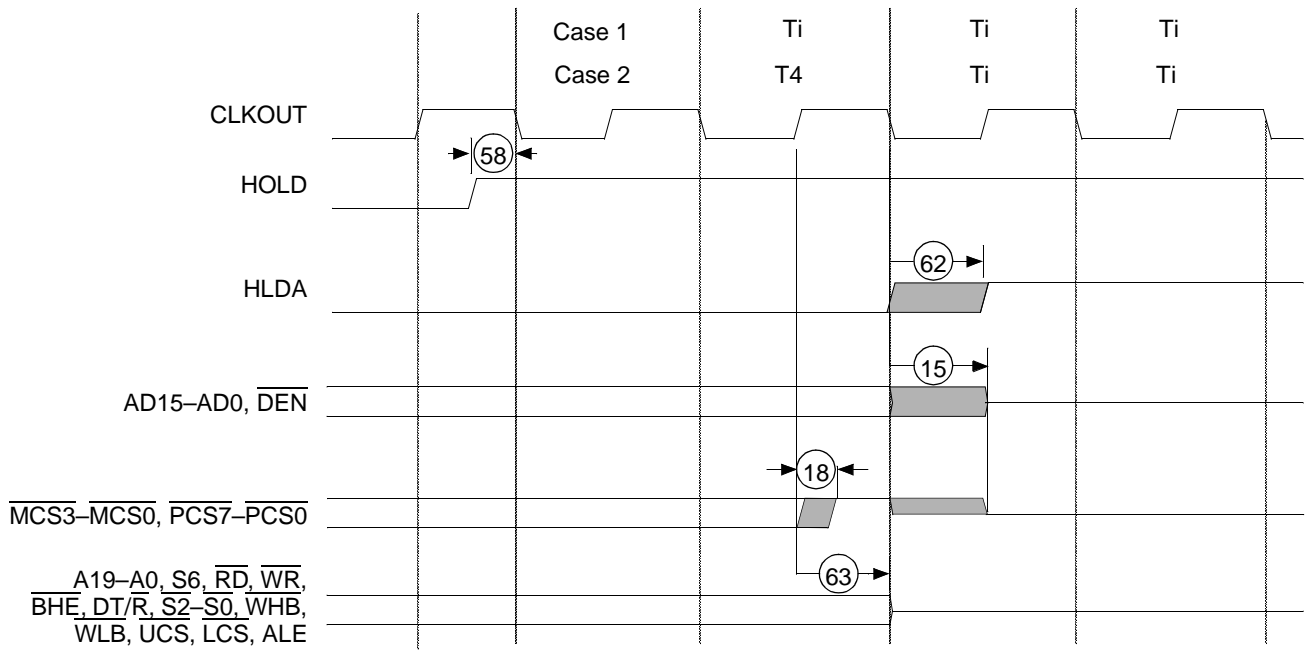 Case 1 Ti Ti Ti
Case 2 T4 Ti Ti
CLKOUT
58
HOLD
62
HLDA
15
AD15–AD0, DEN
18
MCS3–MCS0, PCS7–PCS0
63
A19–A0, S6, RD, WR,
BHE, DT/R, S2–S0, WHB,
WLB, UCS, LCS, ALE